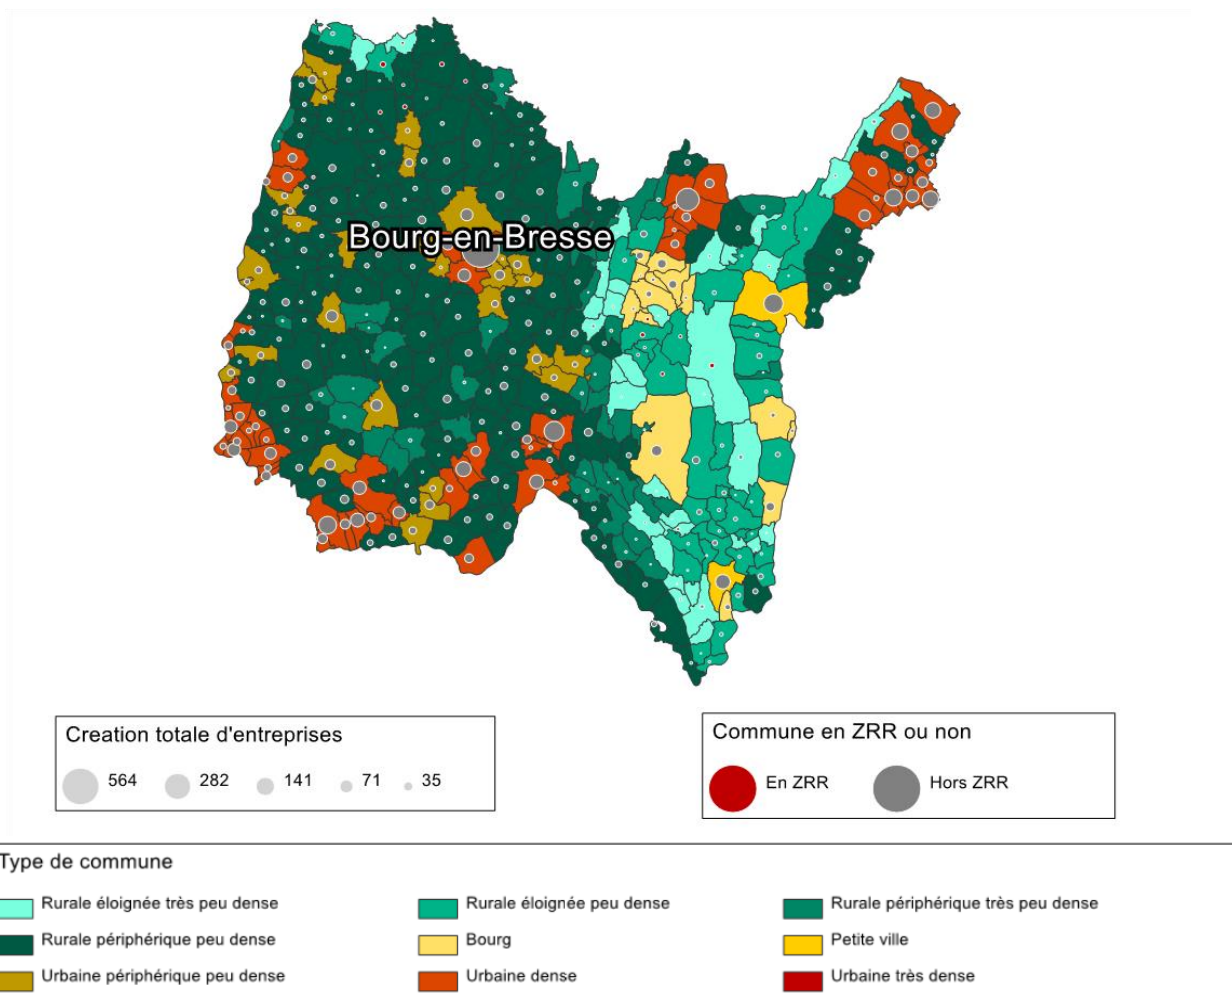 Bourg-en-Bresse
Creation totale d'entreprises
564 282 141 71 35
Commune en ZRR ou non
En ZRR Hors ZRR
Type de commune
Rurale éloignée très peu dense Rurale éloignée peu dense Rurale périphérique très peu dense
Rurale périphérique peu dense Bourg Petite ville
Urbaine périphérique peu dense Urbaine dense Urbaine très dense